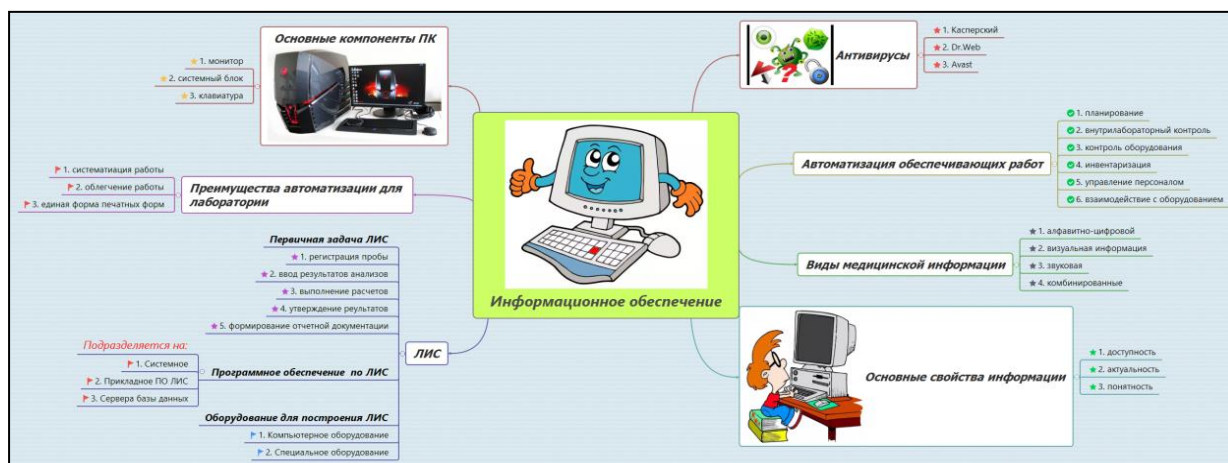 Основные компоненты ПК
1. монитор
2. системный блок
3. клавиатура
Преимущества автоматизации для
лаборатории
1. систематиация работы
2. облегчение работы
3. единая форма печатных форм
ЛИС
Первичная задача ЛИС
1. регистрация пробы
2. ввод результатов анализов
3. выполнение расчетов
4. утверждение реультатов
5. формирование отчетной документации
Программное обеспечение по ЛИС
Подразделяется на:
1. Системное
2. Прикладное ПО ЛИС
3. Сервера базы данных
Оборудование для построения ЛИС
1. Компьютерное оборудование
2. Специальное оборудование
Информационное обеспечение
Антивирусы
1. Касперский
2. Dr.Web
3. Avast
Автоматизация обеспечивающих работ
1. планирование
2. внутрилабораторный контроль
3. контроль оборудования
4. инвентаризация
5. управление персоналом
6. взаимодействие с оборудованием
Виды медицинской информации
1. алфавитно-цифровой
2. визуальная информация
3. звуковая
4. комбинированные
Основные свойства информации
1. доступность
2. актуальность
3. понятность